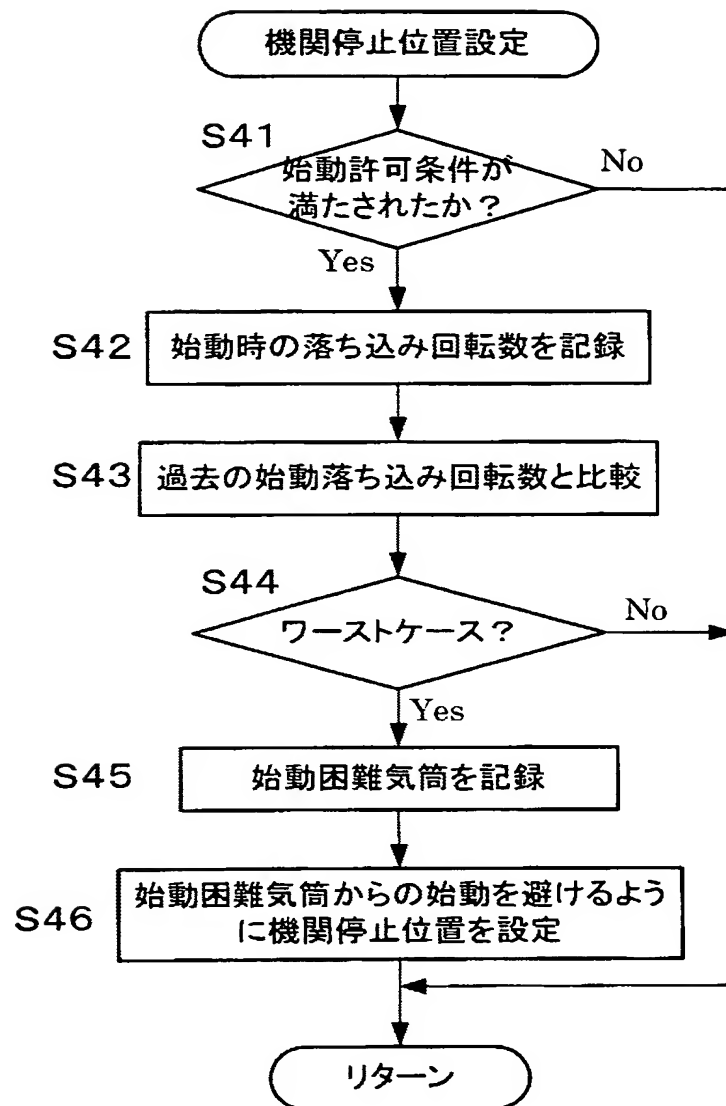 機関停止位置設定
S41
始動許可条件が
満たされたか？
No
Yes
S42
始動時の落ち込み回転数を記録
S43
過去の始動落ち込み回転数と比較
S44
ワーストケース？
No
Yes
S45
始動困難気筒を記録
S46
始動困難気筒からの始動を避けるよう
に機関停止位置を設定
リターン